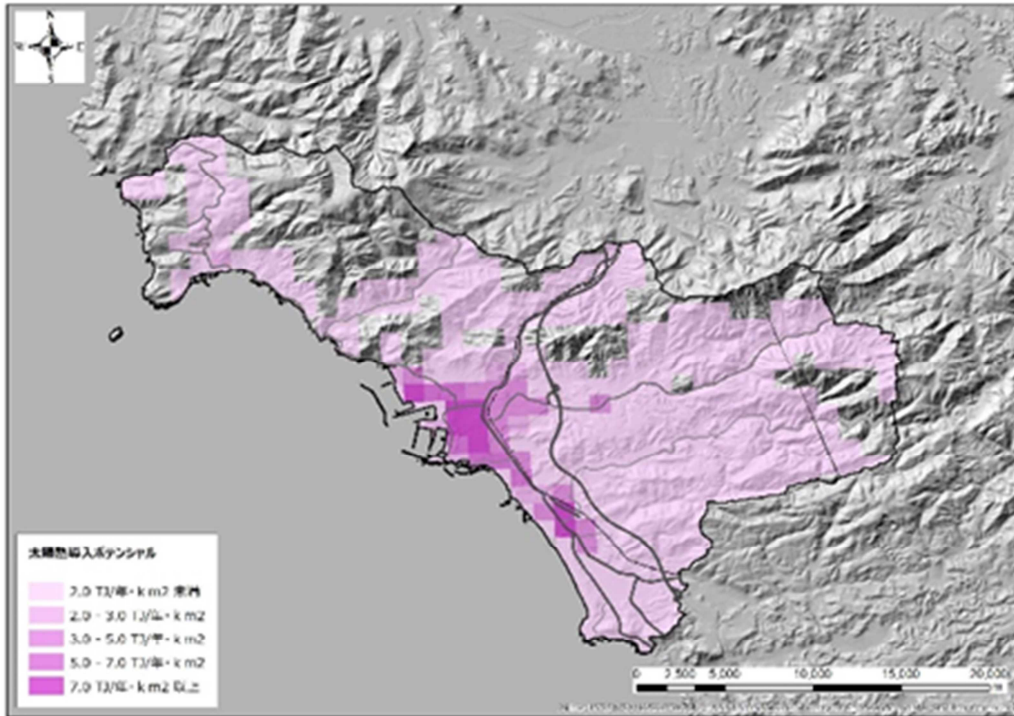 N
W E
S
太陽熱導入ポテンシャル
2.0 TJ/年・km2 未満
2.0 - 3.0 TJ/年・km2
3.0 - 5.0 TJ/年・km2
5.0 - 7.0 TJ/年・km2
7.0 TJ/年・km2 以上
0 2,500 5,000 10,000 15,000 20,000
m